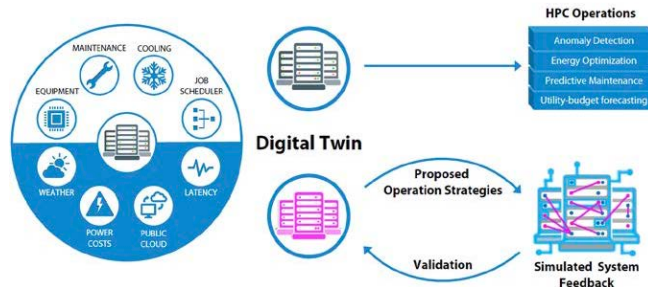 MAINTENANCE
COOLING
EQUIPMENT
JOB
SCHEDULER
WEATHER
LATENCY
POWER
COSTS
PUBLIC
CLOUD
HPC Operations
Anomaly Detection
Energy Optimization
Predictive Maintenance
Utility-budget forecasting
Digital Twin
Proposed
Operation Strategies
Validation
Simulated System
Feedback